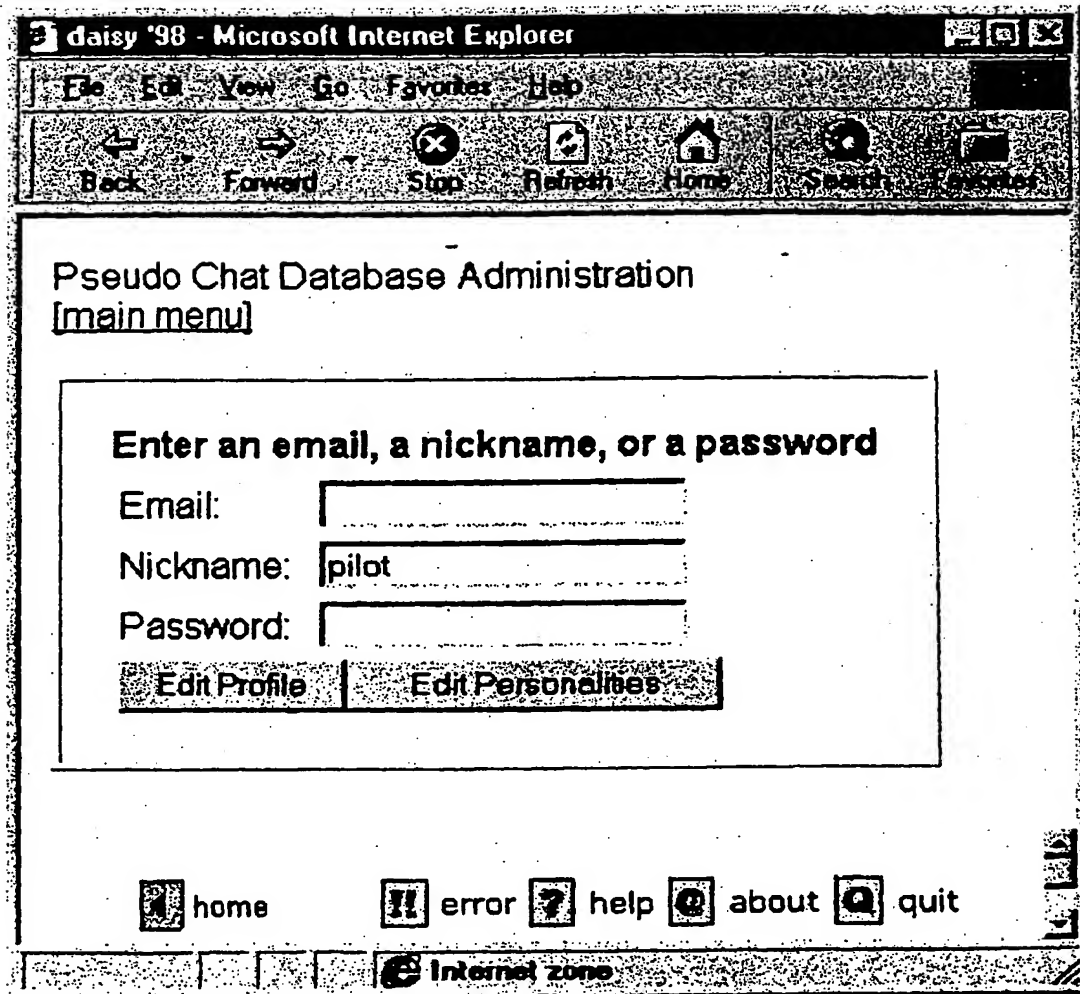 daisy '98 - Microsoft Internet Explorer
File Edit View Go Favorites Help
Back Forward Stop Refresh Home Search Favorites
Pseudo Chat Database Administration
[main menu]
Enter an email, a nickname, or a password
Email:
Nickname: pilot
Password:
Edit Profile Edit Personalities
home !! error ? help @ about Q quit
Internet zone